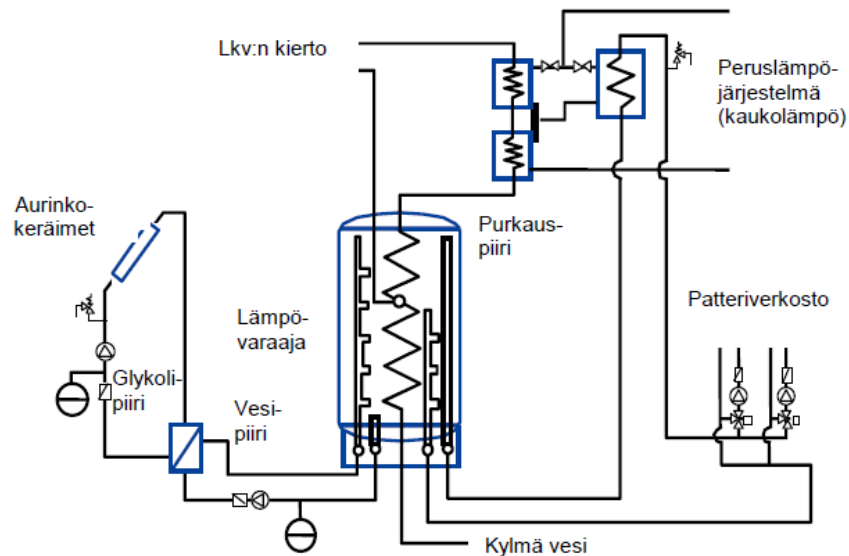 Lkv:n kierto
Peruslämpö-
järjestelmä
(kaukolämpö)
Aurinko-
keräimet
Purkaus-
piiri
Lämpö-
varaaja
Patteriverkosto
Glykoli-
piiri
Vesi-
piiri
Kylmä vesi